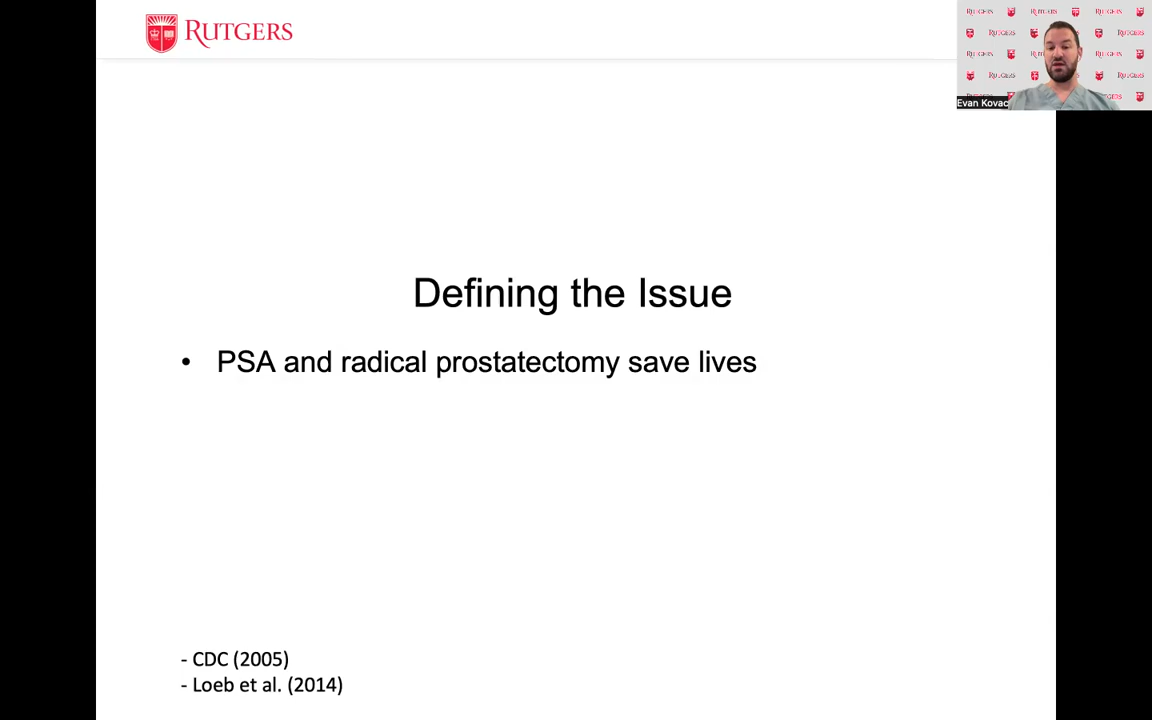 RUTGERS
Evan Kovac
Defining the Issue
• PSA and radical prostatectomy save lives
- CDC (2005)
- Loeb et al. (2014)